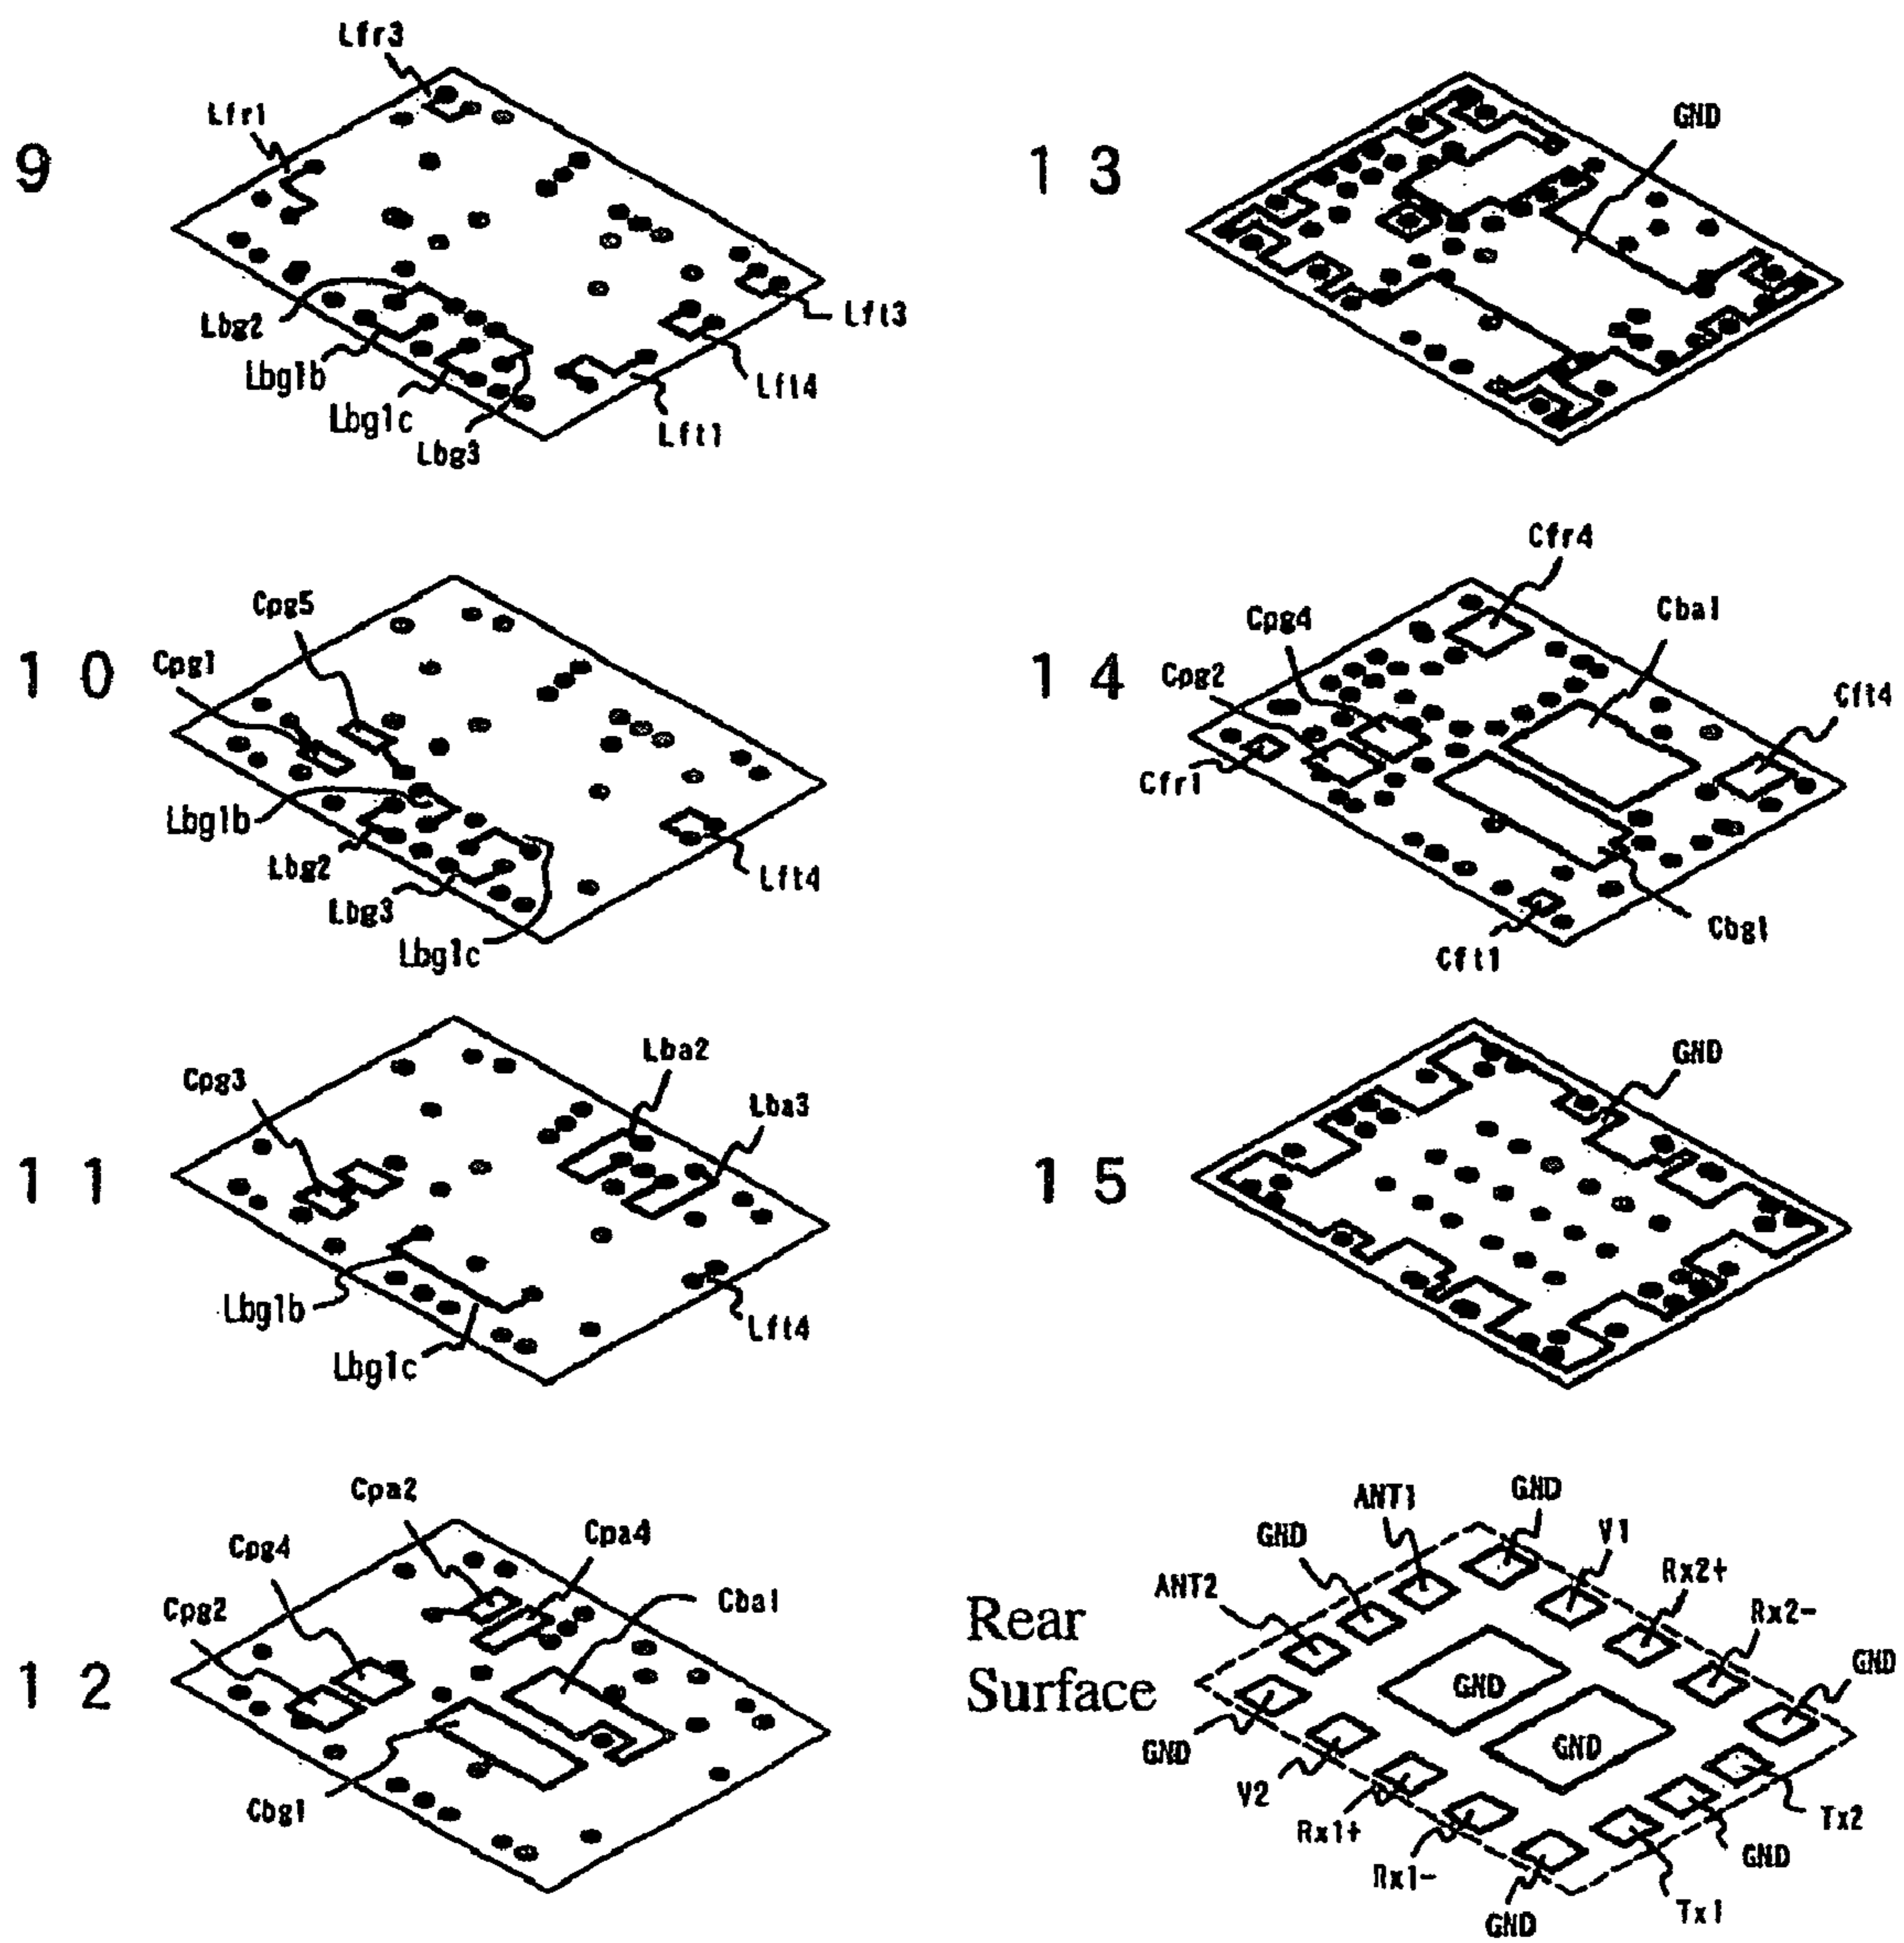 9
Lfr3
Lfr1
Lbg2
Lbg1b
Lbg1c
Lbg3
Lft1
Lft4
Lft3
10
Cpg5
Cpg1
Lbg1b
Lbg2
Lbg3
Lbg1c
Lft4
11
Cpg3
Lba2
Lba3
Lbg1b
Lbg1c
Lft4
12
Cpa2
Cpg4
Cpa4
Cpg2
Cba1
Cbg1
13
GND
14
Cfr4
Cpg4
Cba1
Cpg2
Cft4
Cfr1
Cbg1
Cft1
15
GND
Rear
Surface
GND
ANT1
V1
GND
Rx2+
ANT2
Rx2-
GND
GND
GND
GND
V2
Tx2
Rx1+
GND
Rx1-
Tx1
GND